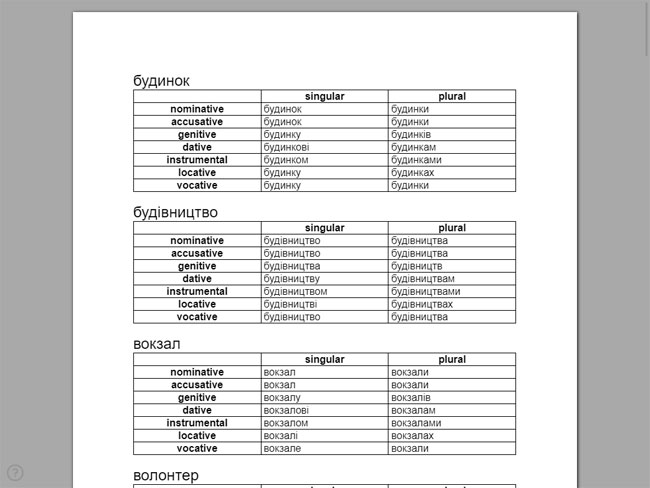 будинок
singular plural
nominative будинок будинки
accusative будинок будинки
genitive будинку будинків
dative будинкові будинкам
instrumental будинком будинками
locative будинку будинках
vocative будинку будинки
будівництво
singular plural
nominative будівництво будівництва
accusative будівництво будівництва
genitive будівництва будівництв
dative будівництву будівництвам
instrumental будівництвом будівництвами
locative будівництві будівництвах
vocative будівництво будівництва
вокзал
singular plural
nominative вокзал вокзали
accusative вокзал вокзали
genitive вокзалу вокзалів
dative вокзалові вокзалам
instrumental вокзалом вокзалами
locative вокзалі вокзалах
vocative вокзале вокзали
волонтер
?